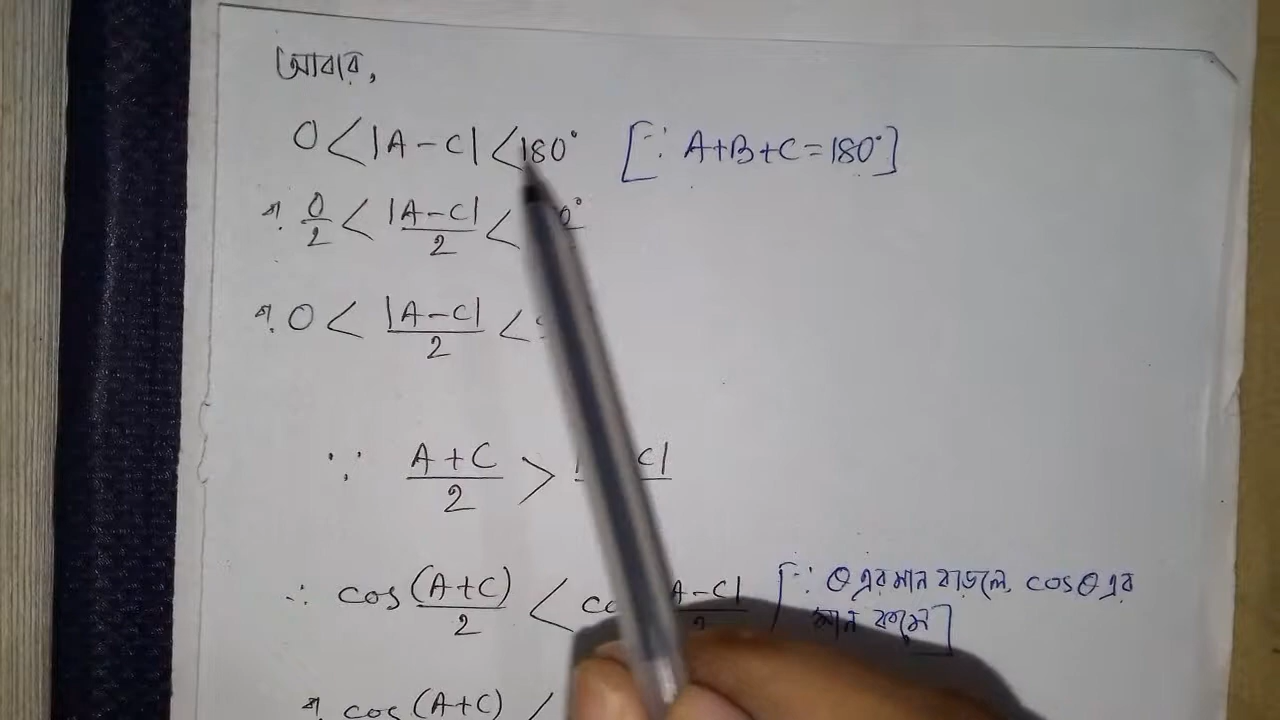 আবার,
0 < |A - C| < 180° [∵ A+B+C = 180°]
বা, 0/2 < |A-C|/2 <
বা, 0 < |A-C|/2 <
∵ (A+C)/2 >
∴ cos (A+C)/2 < [∵ θ এর মান বাড়লে, cosθ এর
মান কমে]
বা, cos (A+C)